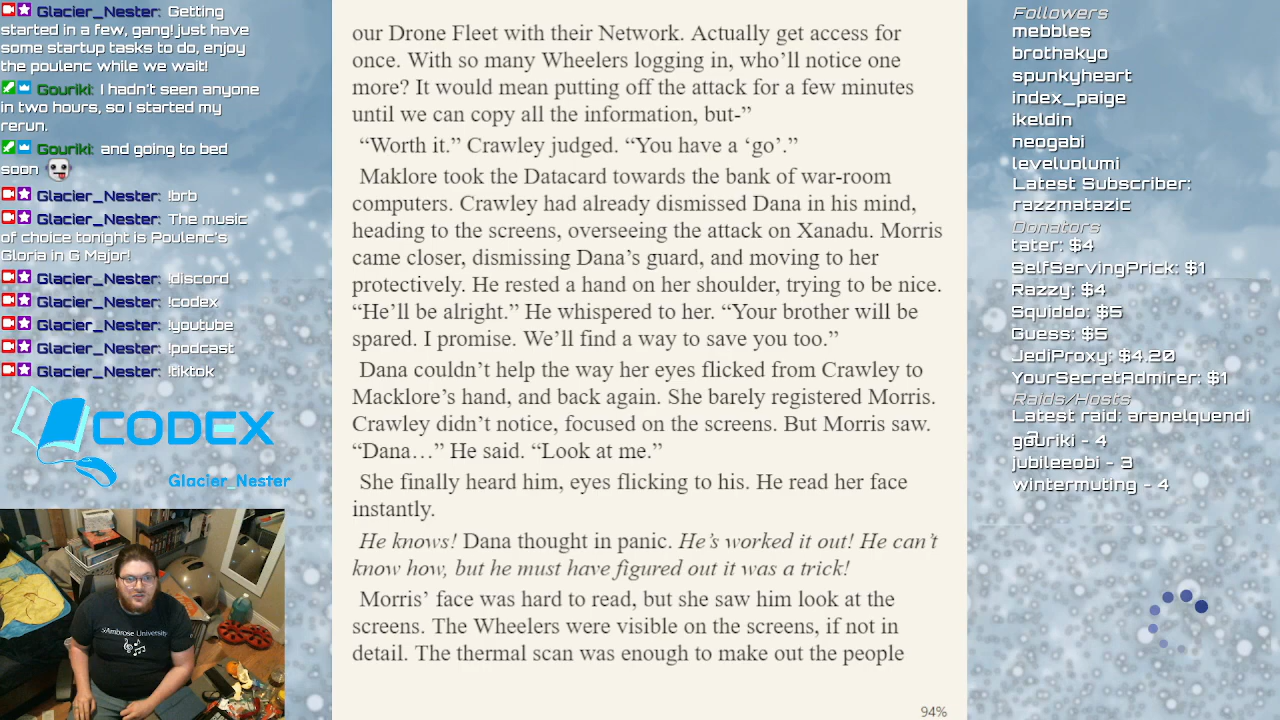 Glacier_Nester: Getting
started in a few, gang! just have
some startup tasks to do, enjoy
the poulenc while we wait!
Gouriki: I hadn't seen anyone
in two hours, so I started my
rerun.
Gouriki: and going to bed
soon
Glacier_Nester: !brb
Glacier_Nester: The music
of choice tonight is Poulenc's
Gloria in G Major!
Glacier_Nester: !discord
Glacier_Nester: !codex
Glacier_Nester: !youtube
Glacier_Nester: !podcast
Glacier_Nester: !tiktok
CODEX
Glacier_Nester
St.Ambrose University
our Drone Fleet with their Network. Actually get access for
once. With so many Wheelers logging in, who’ll notice one
more? It would mean putting off the attack for a few minutes
until we can copy all the information, but-”
“Worth it.” Crawley judged. “You have a ‘go’.”
Maklore took the Datacard towards the bank of war-room
computers. Crawley had already dismissed Dana in his mind,
heading to the screens, overseeing the attack on Xanadu. Morris
came closer, dismissing Dana’s guard, and moving to her
protectively. He rested a hand on her shoulder, trying to be nice.
“He’ll be alright.” He whispered to her. “Your brother will be
spared. I promise. We’ll find a way to save you too.”
Dana couldn’t help the way her eyes flicked from Crawley to
Macklore’s hand, and back again. She barely registered Morris.
Crawley didn’t notice, focused on the screens. But Morris saw.
“Dana…” He said. “Look at me.”
She finally heard him, eyes flicking to his. He read her face
instantly.
He knows! Dana thought in panic. He’s worked it out! He can’t
know how, but he must have figured out it was a trick!
Morris’ face was hard to read, but she saw him look at the
screens. The Wheelers were visible on the screens, if not in
detail. The thermal scan was enough to make out the people
94%
Followers
mebbles
brothakyo
spunkyheart
index_paige
ikeldin
neogabi
leveluolumi
Latest Subscriber:
razzmatazic
Donators
tater: $4
SelfServingPrick: $1
Razzy: $4
Squiddo: $5
Guess: $5
JediProxy: $4.20
YourSecretAdmirer: $1
Raids/Hosts
Latest raid: aranelquendi
gouriki - 4
jubileeobi - 3
wintermuting - 4